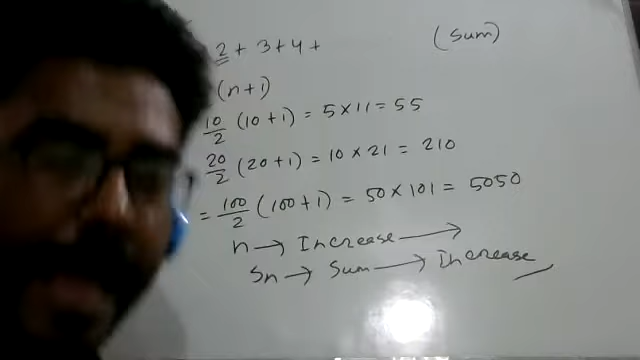 2 + 3 + 4 + (Sum)
(n+1)
10/2 (10+1) = 5 × 11 = 55
20/2 (20+1) = 10 × 21 = 210
= 100/2 (100+1) = 50 × 101 = 5050
n → Increase →
Sn → Sum → Increase